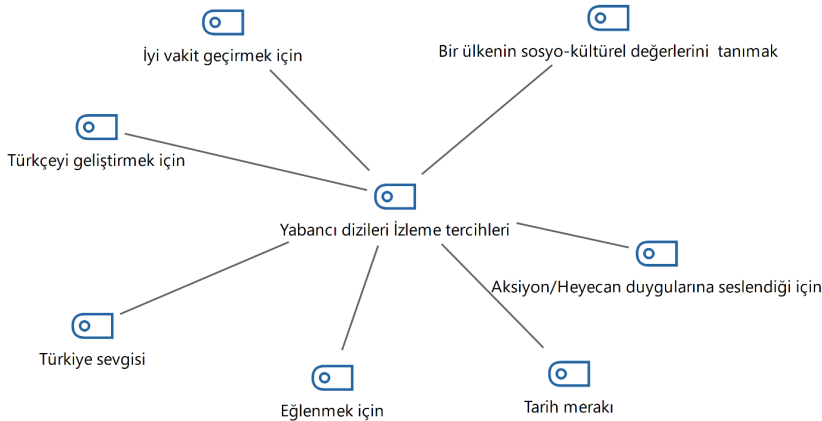 İyi vakit geçirmek için
Bir ülkenin sosyo-kültürel değerlerini tanımak
Türkçeyi geliştirmek için
Yabancı dizileri İzleme tercihleri
Aksiyon/Heyecan duygularına seslendiği için
Türkiye sevgisi
Eğlenmek için
Tarih merakı